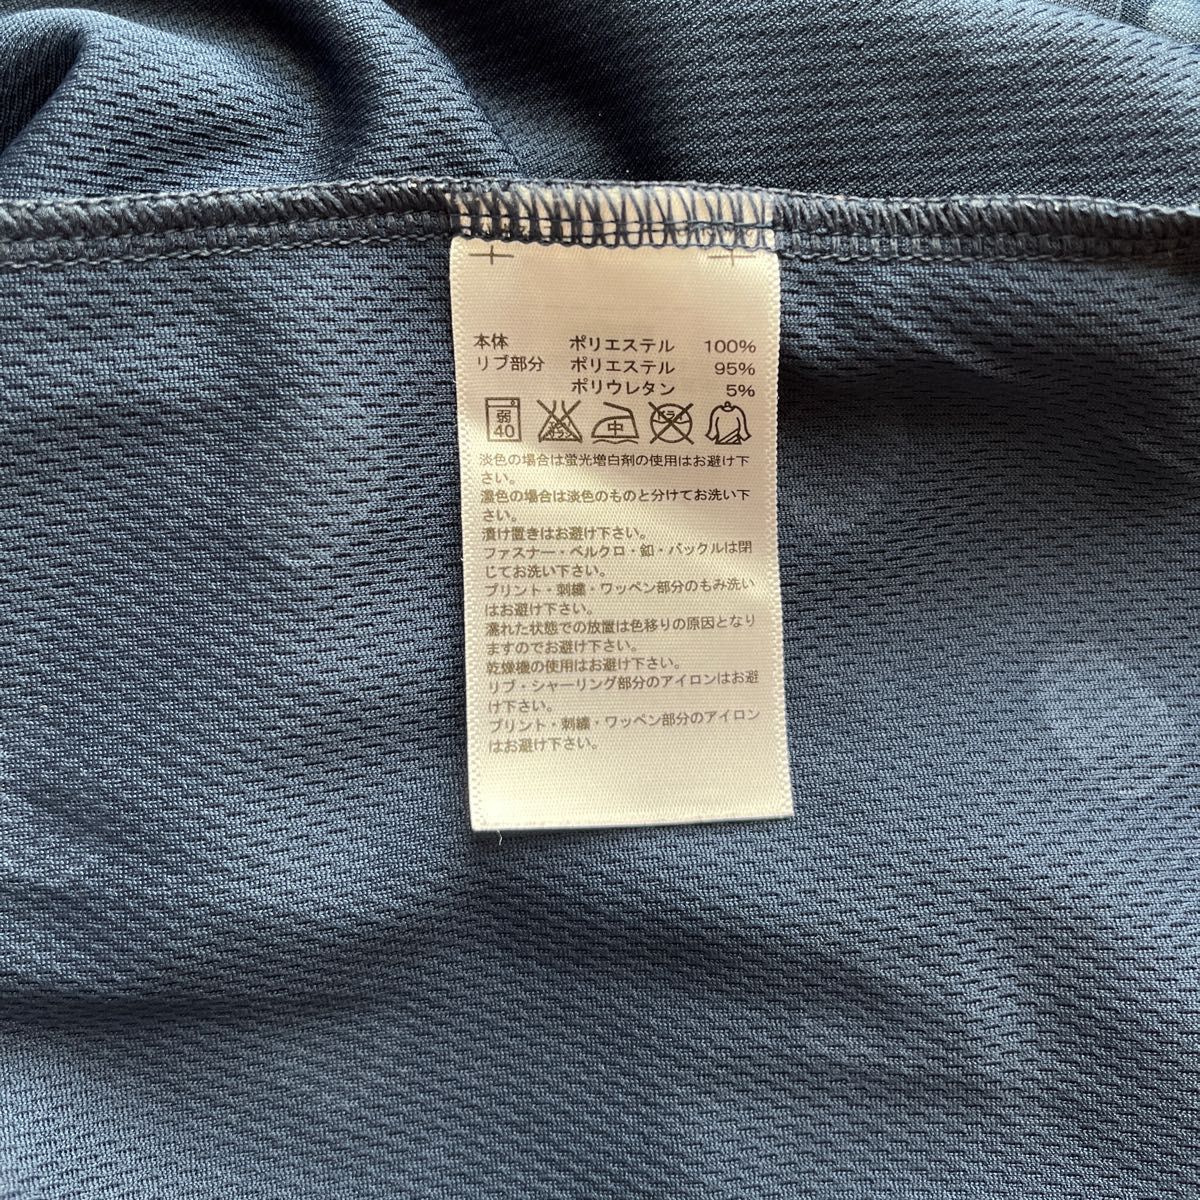 本体 ポリエステル 100%
リブ部分 ポリエステル 95%
ポリウレタン 5%
弱 40 エンソサラシ 中 ドライ
淡色の場合は蛍光増白剤の使用はお避け下
さい。
濃色の場合は淡色のものと分けてお洗い下
さい。
漬け置きはお避け下さい。
ファスナー・ベルクロ・釦・バックルは閉
じてお洗い下さい。
プリント・刺繍・ワッペン部分のもみ洗い
はお避け下さい。
濡れた状態での放置は色移りの原因となり
ますのでお避け下さい。
乾燥機の使用はお避け下さい。
リブ・シャーリング部分のアイロンはお避
け下さい。
プリント・刺繍・ワッペン部分のアイロン
はお避け下さい。